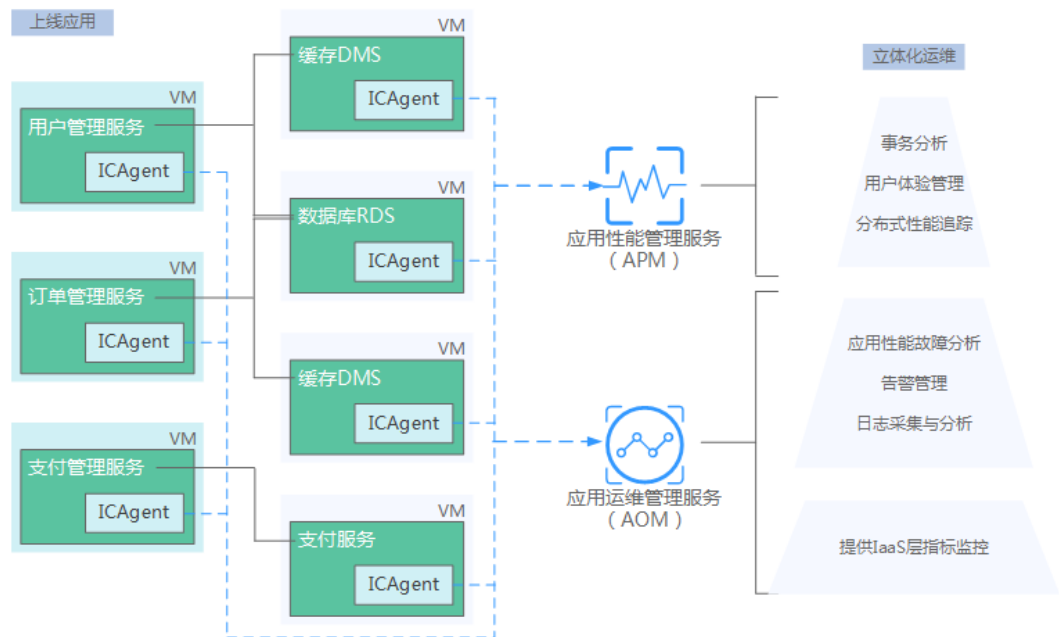 上线应用
VM
用户管理服务
ICAgent
VM
订单管理服务
ICAgent
VM
支付管理服务
ICAgent
VM
缓存DMS
ICAgent
VM
数据库RDS
ICAgent
VM
缓存DMS
ICAgent
VM
支付服务
ICAgent
应用性能管理服务
（APM）
应用运维管理服务
（AOM）
立体化运维
事务分析
用户体验管理
分布式性能追踪
应用性能故障分析
告警管理
日志采集与分析
提供IaaS层指标监控